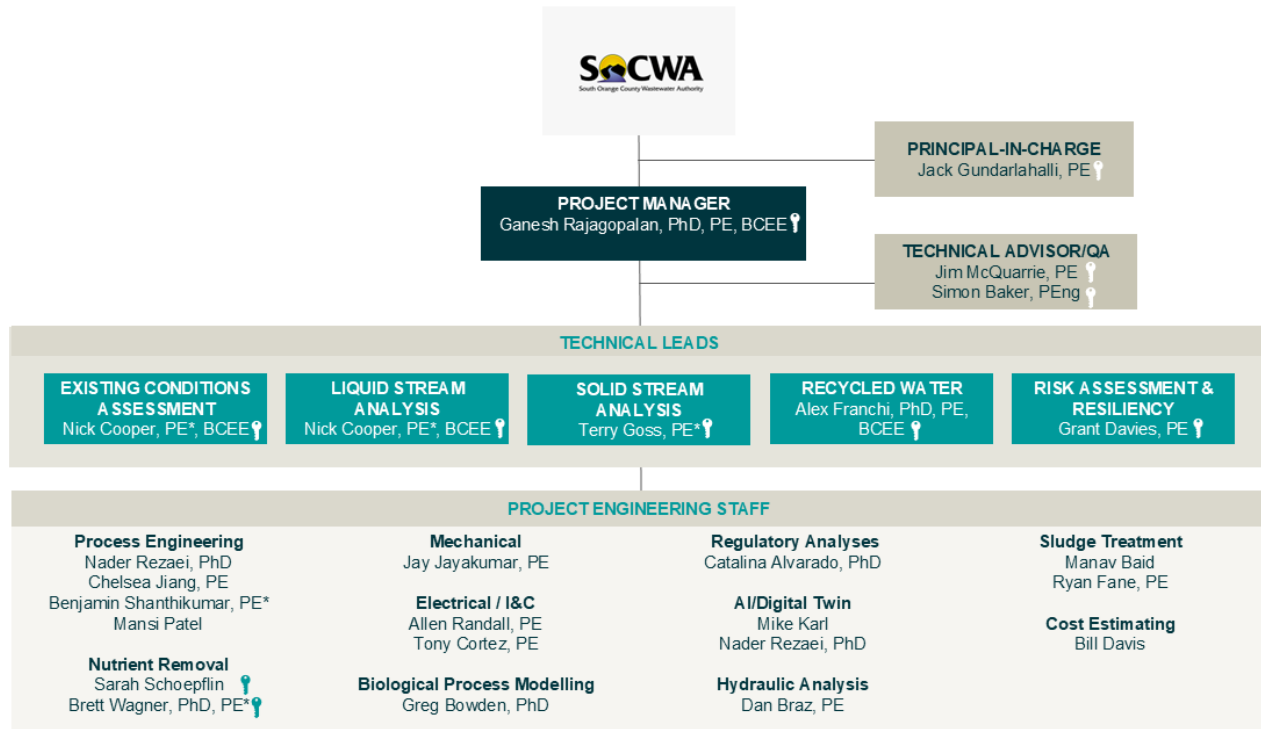 SOCWA
South Orange County Wastewater Authority
PRINCIPAL-IN-CHARGE
Jack Gundarlahalli, PE
PROJECT MANAGER
Ganesh Rajagopalan, PhD, PE, BCEE
TECHNICAL ADVISOR/QA
Jim McQuarrie, PE
Simon Baker, PEng
TECHNICAL LEADS
EXISTING CONDITIONS
ASSESSMENT
Nick Cooper, PE*, BCEE
LIQUID STREAM
ANALYSIS
Nick Cooper, PE*, BCEE
SOLID STREAM
ANALYSIS
Terry Goss, PE*
RECYCLED WATER
Alex Franchi, PhD, PE,
BCEE
RISK ASSESSMENT &
RESILIENCY
Grant Davies, PE
PROJECT ENGINEERING STAFF
Process Engineering
Nader Rezaei, PhD
Chelsea Jiang, PE
Benjamin Shanthikumar, PE*
Mansi Patel
Nutrient Removal
Sarah Schoepflin
Brett Wagner, PhD, PE*
Mechanical
Jay Jayakumar, PE
Electrical / I&C
Allen Randall, PE
Tony Cortez, PE
Biological Process Modelling
Greg Bowden, PhD
Regulatory Analyses
Catalina Alvarado, PhD
AI/Digital Twin
Mike Karl
Nader Rezaei, PhD
Hydraulic Analysis
Dan Braz, PE
Sludge Treatment
Manav Baid
Ryan Fane, PE
Cost Estimating
Bill Davis